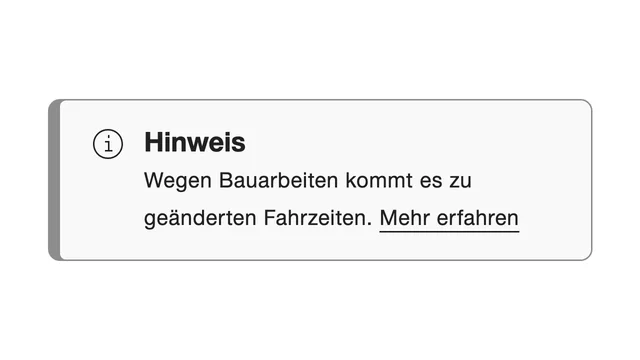 Hinweis
Wegen Bauarbeiten kommt es zu
geänderten Fahrzeiten. Mehr erfahren